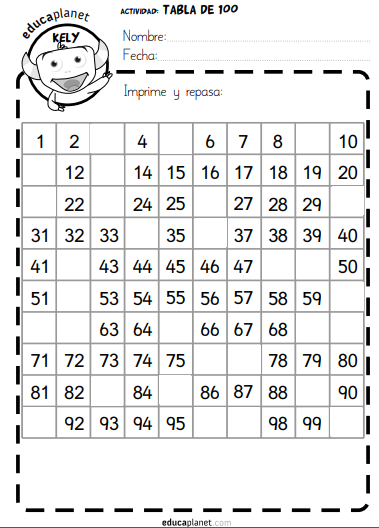 educaplanet
KELY
ACTIVIDAD: TABLA DE 100
Nombre:
Fecha:
Imprime y repasa:
1 2 4 6 7 8 10
12 14 15 16 17 18 19 20
22 24 25 27 28 29
31 32 33 35 37 38 39 40
41 43 44 45 46 47 50
51 53 54 55 56 57 58 59
63 64 66 67 68
71 72 73 74 75 78 79 80
81 82 84 86 87 88 90
92 93 94 95 98 99
educaplanet.com